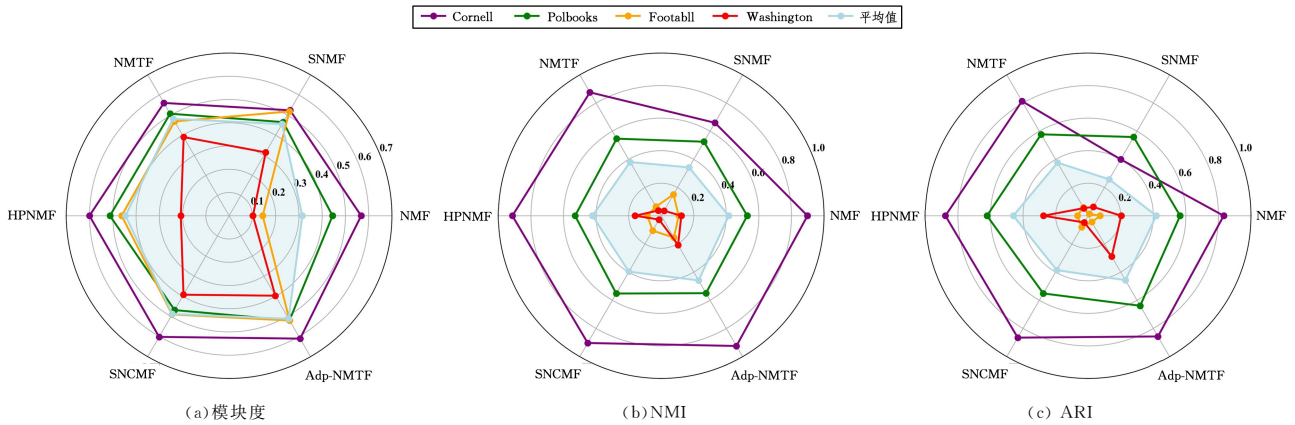 Cornell Polbooks Footabll Washington 平均值
NMTF SNMF
HPNMF NMF
SNCMF Adp-NMTF
0.1 0.2 0.3 0.4 0.5 0.6 0.7
(a)模块度
NMTF SNMF
HPNMF NMF
SNCMF Adp-NMTF
0.2 0.4 0.6 0.8 1.0
(b)NMI
NMTF SNMF
HPNMF NMF
SNCMF Adp-NMTF
0.2 0.4 0.6 0.8 1.0
(c) ARI